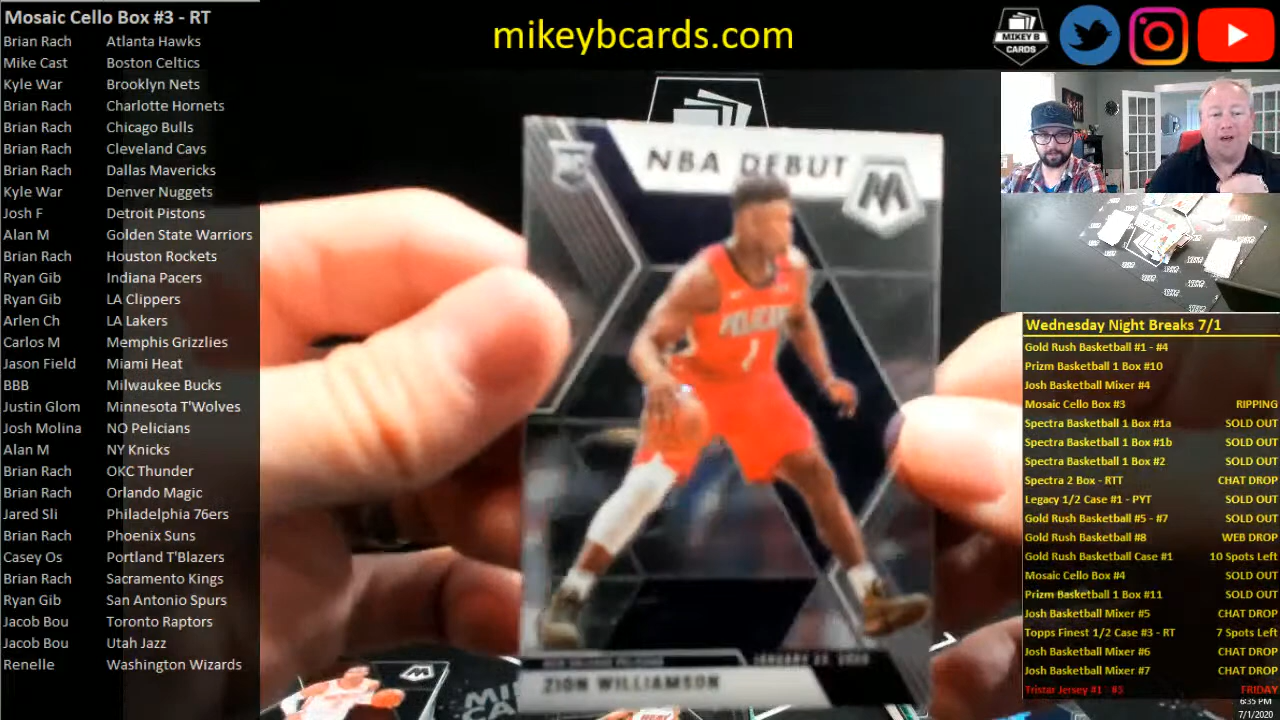 Mosaic Cello Box #3 - RT
Brian Rach Atlanta Hawks
Mike Cast Boston Celtics
Kyle War Brooklyn Nets
Brian Rach Charlotte Hornets
Brian Rach Chicago Bulls
Brian Rach Cleveland Cavs
Brian Rach Dallas Mavericks
Kyle War Denver Nuggets
Josh F Detroit Pistons
Alan M Golden State Warriors
Brian Rach Houston Rockets
Ryan Gib Indiana Pacers
Ryan Gib LA Clippers
Arlen Ch LA Lakers
Carlos M Memphis Grizzlies
Jason Field Miami Heat
BBB Milwaukee Bucks
Justin Glom Minnesota T'Wolves
Josh Molina NO Pelicians
Alan M NY Knicks
Brian Rach OKC Thunder
Brian Rach Orlando Magic
Jared Sli Philadelphia 76ers
Brian Rach Phoenix Suns
Casey Os Portland T'Blazers
Brian Rach Sacramento Kings
Ryan Gib San Antonio Spurs
Jacob Bou Toronto Raptors
Jacob Bou Utah Jazz
Renelle Washington Wizards
mikeybcards.com
MIKEY B
CARDS
NBA DEBUT
M
PELICANS
1
NEW ORLEANS PELICANS
ZION WILLIAMSON
Wednesday Night Breaks 7/1
Gold Rush Basketball #1 - #4
Prizm Basketball 1 Box #10
Josh Basketball Mixer #4
Mosaic Cello Box #3 RIPPING
Spectra Basketball 1 Box #1a SOLD OUT
Spectra Basketball 1 Box #1b SOLD OUT
Spectra Basketball 1 Box #2 SOLD OUT
Spectra 2 Box - RTT CHAT DROP
Legacy 1/2 Case #1 - PYT SOLD OUT
Gold Rush Basketball #5 - #7 SOLD OUT
Gold Rush Basketball #8 WEB DROP
Gold Rush Basketball Case #1 10 Spots Left
Mosaic Cello Box #4 SOLD OUT
Prizm Basketball 1 Box #11 SOLD OUT
Josh Basketball Mixer #5 CHAT DROP
Topps Finest 1/2 Case #3 - RT 7 Spots Left
Josh Basketball Mixer #6 CHAT DROP
Josh Basketball Mixer #7 CHAT DROP
Tristar Jersey #1 - #3 FRIDAY
6:35 PM
7/1/2020